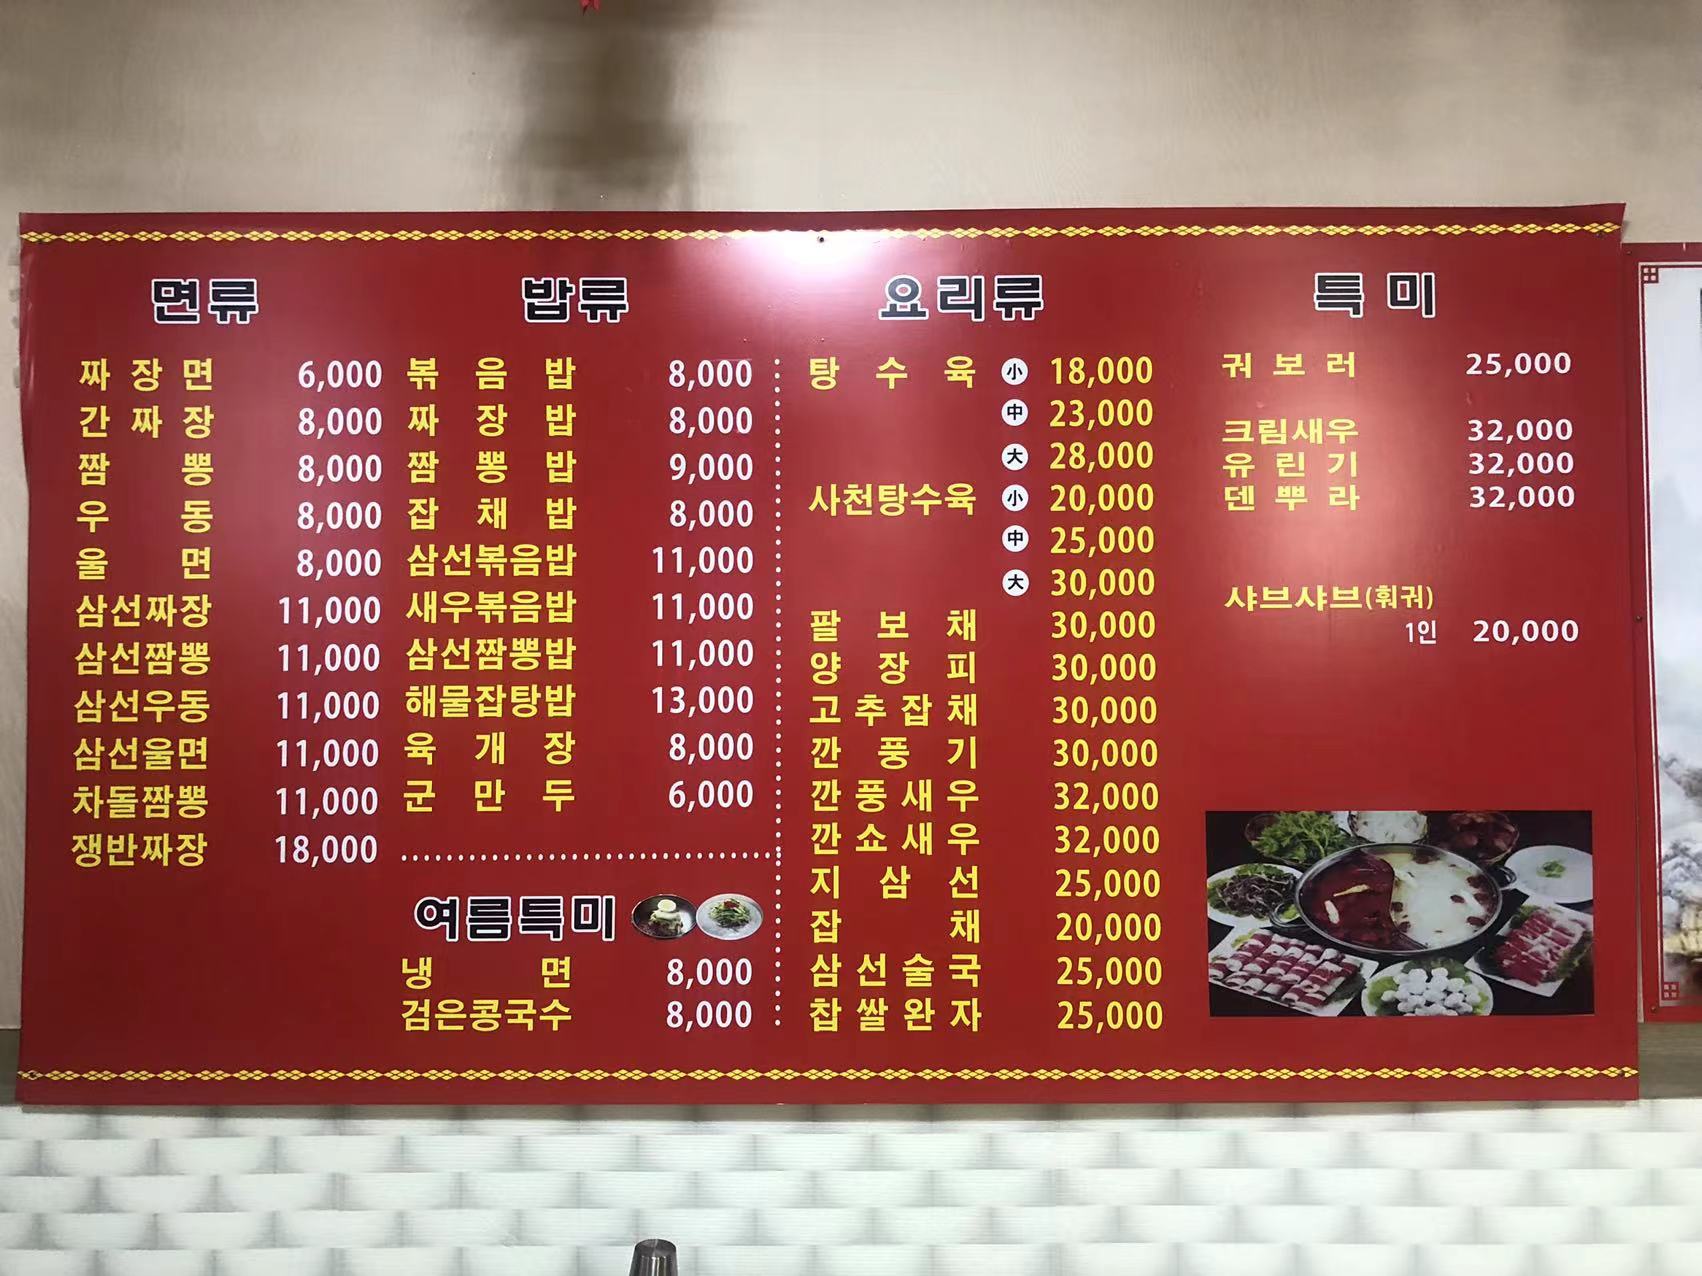 면류
짜장면 6,000
간짜장 8,000
짬뽕 8,000
우동 8,000
울면 8,000
삼선짜장 11,000
삼선짬뽕 11,000
삼선우동 11,000
삼선울면 11,000
차돌짬뽕 11,000
쟁반짜장 18,000
밥류
볶음밥 8,000
짜장밥 8,000
짬뽕밥 9,000
잡채밥 8,000
삼선볶음밥 11,000
새우볶음밥 11,000
삼선짬뽕밥 11,000
해물잡탕밥 13,000
육개장 8,000
군만두 6,000
여름특미
냉면 8,000
검은콩국수 8,000
요리류
탕수육 小 18,000
中 23,000
大 28,000
사천탕수육 小 20,000
中 25,000
大 30,000
팔보채 30,000
양장피 30,000
고추잡채 30,000
깐풍기 30,000
깐풍새우 32,000
깐쇼새우 32,000
지삼선 25,000
잡채 20,000
삼선술국 25,000
찹쌀완자 25,000
특미
궈보러 25,000
크림새우 32,000
유린기 32,000
덴뿌라 32,000
샤브샤브(훠궈)
1인 20,000